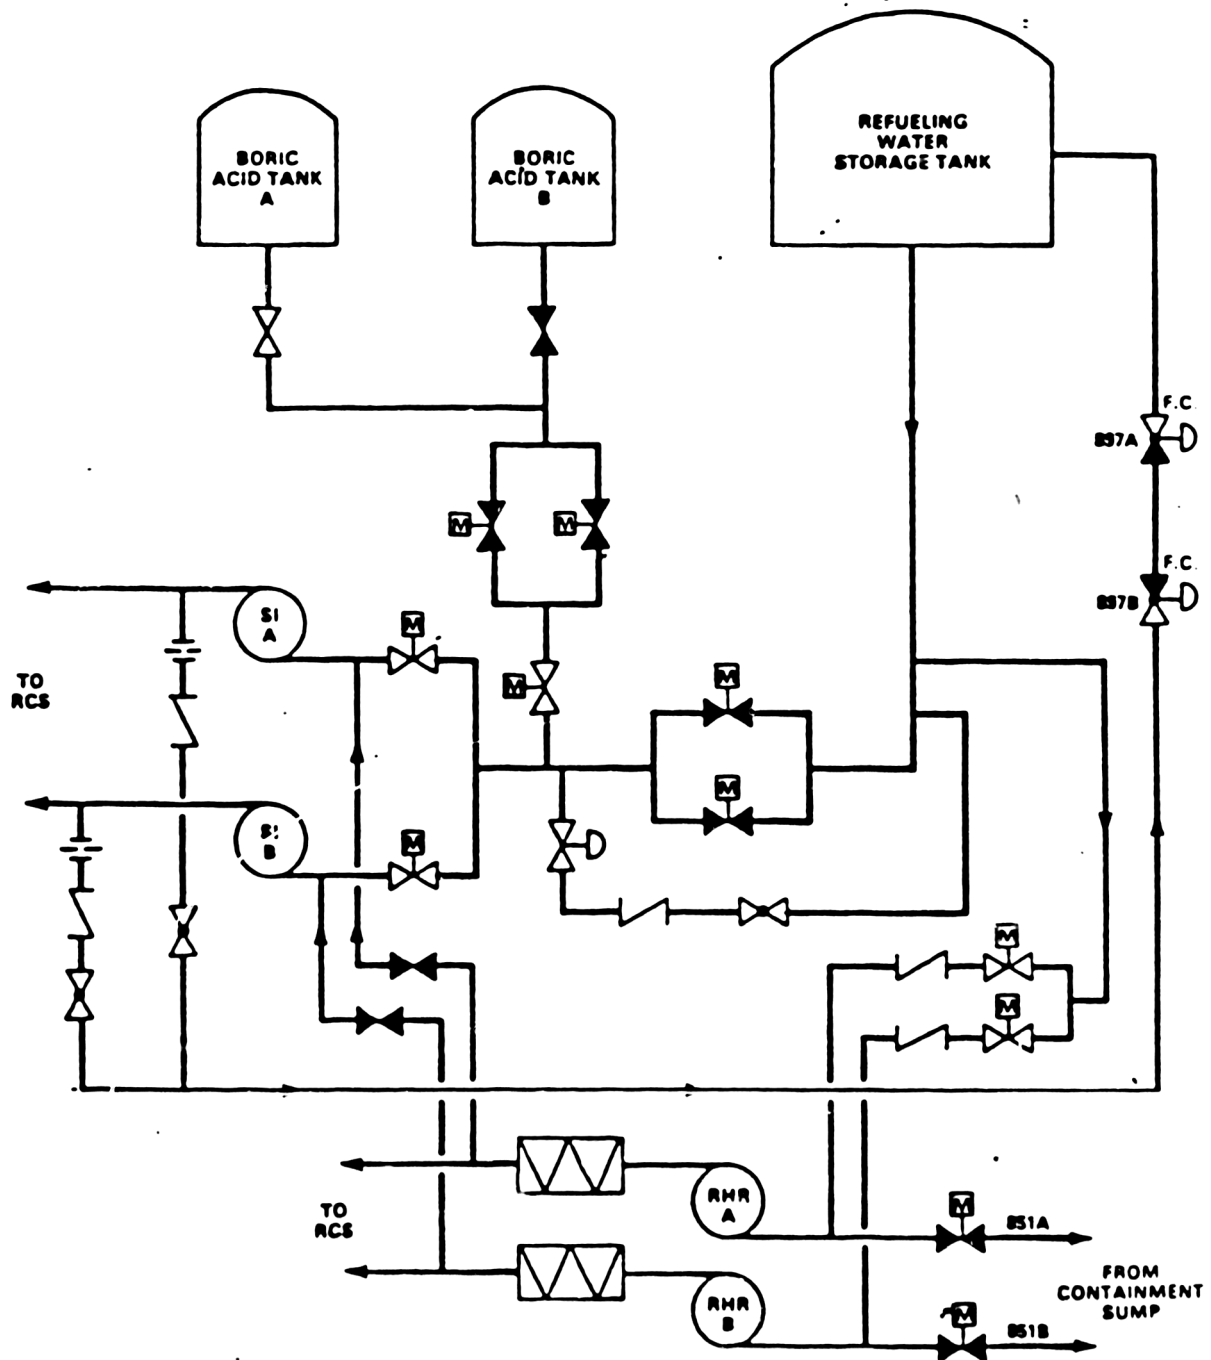 REFUELING
WATER
STORAGE TANK
BORIC
ACID TANK
A
BORIC
ACID TANK
B
F.C.
897A
M
M
F.C.
897B
SI
A
M
TO
RCS
M
M
M
SI
B
M
M
M
RHR
A
M
851A
TO
RCS
FROM
CONTAINMENT
SUMP
RHR
B
M
851B